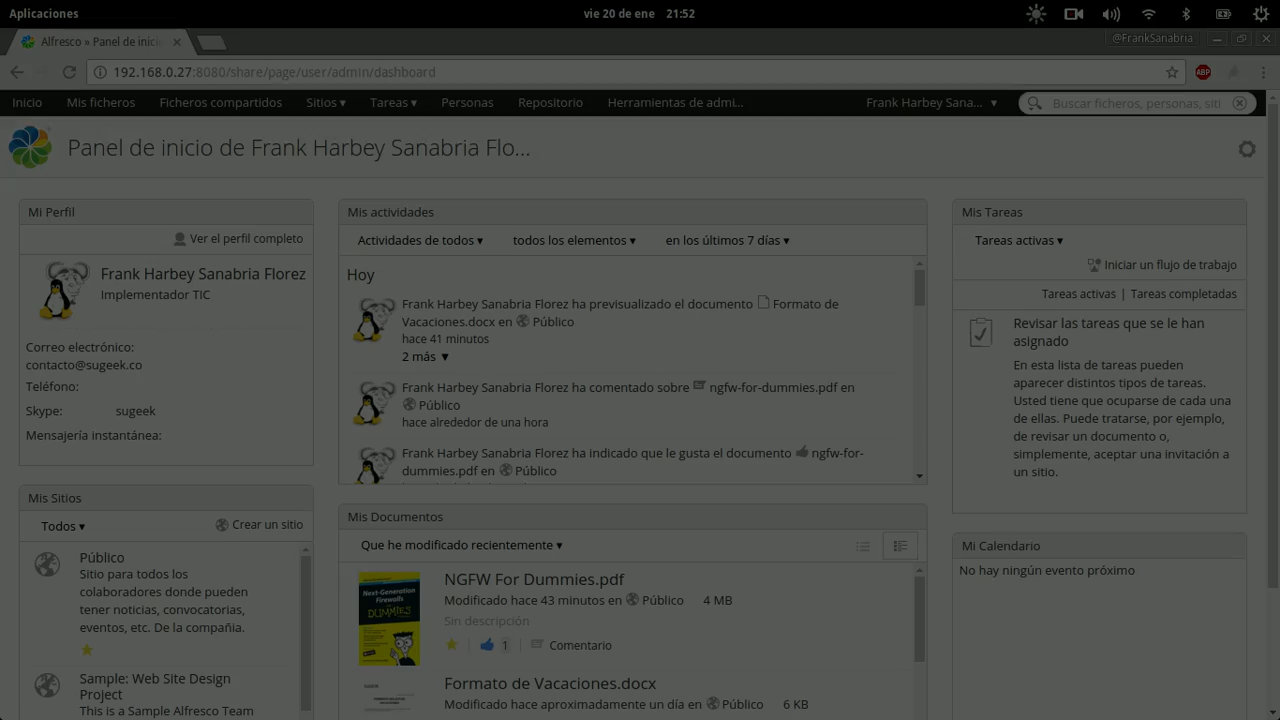 Aplicaciones
vie 20 de ene 21:52
Alfresco » Panel de inici
@FrankSanabria
192.168.0.27:8080/share/page/user/admin/dashboard
ABP
Inicio Mis ficheros Ficheros compartidos Sitios ▾ Tareas ▾ Personas Repositorio Herramientas de admi... Frank Harbey Sana... ▾ Buscar ficheros, personas, siti
Panel de inicio de Frank Harbey Sanabria Flo...
Mi Perfil
Ver el perfil completo
Frank Harbey Sanabria Florez
Implementador TIC
Correo electrónico:
contacto@sugeek.co
Teléfono:
Skype: sugeek
Mensajería instantánea:
Mis Sitios
Todos ▾ Crear un sitio
Público
Sitio para todos los
colaboradores donde pueden
tener noticias, convocatorias,
eventos, etc. De la compañia.
Sample: Web Site Design
Project
This is a Sample Alfresco Team
Mis actividades
Actividades de todos ▾ todos los elementos ▾ en los últimos 7 días ▾
Hoy
Frank Harbey Sanabria Florez ha previsualizado el documento Formato de
Vacaciones.docx en Público
hace 41 minutos
2 más ▼
Frank Harbey Sanabria Florez ha comentado sobre ngfw-for-dummies.pdf en
Público
hace alrededor de una hora
Frank Harbey Sanabria Florez ha indicado que le gusta el documento ngfw-for-
dummies.pdf en Público
Mis Documentos
Que he modificado recientemente ▾
Next-Generation
Firewalls
DUMMIES
NGFW For Dummies.pdf
Modificado hace 43 minutos en Público 4 MB
Sin descripción
1 Comentario
Formato de Vacaciones.docx
Modificado hace aproximadamente un día en Público 6 KB
Mis Tareas
Tareas activas ▾
Iniciar un flujo de trabajo
Tareas activas | Tareas completadas
Revisar las tareas que se le han
asignado
En esta lista de tareas pueden
aparecer distintos tipos de tareas.
Usted tiene que ocuparse de cada una
de ellas. Puede tratarse, por ejemplo,
de revisar un documento o,
simplemente, aceptar una invitación a
un sitio.
Mi Calendario
No hay ningún evento próximo